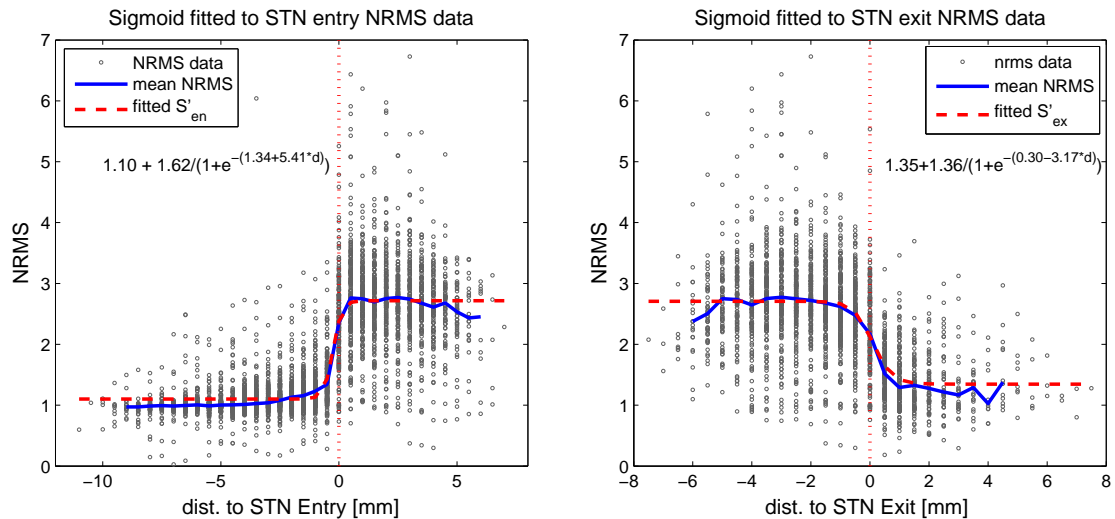 Sigmoid fitted to STN entry NRMS data
7
6
5
4
3
2
1
0
NRMS
NRMS data
mean NRMS
fitted S'en
1.10 + 1.62/(1+e^−(1.34+5.41*d))
−10
−5
0
5
dist. to STN Entry [mm]
Sigmoid fitted to STN exit NRMS data
7
6
5
4
3
2
1
0
NRMS
nrms data
mean NRMS
fitted S'ex
1.35+1.36/(1+e^−(0.30−3.17*d))
−8
−6
−4
−2
0
2
4
6
8
dist. to STN Exit [mm]